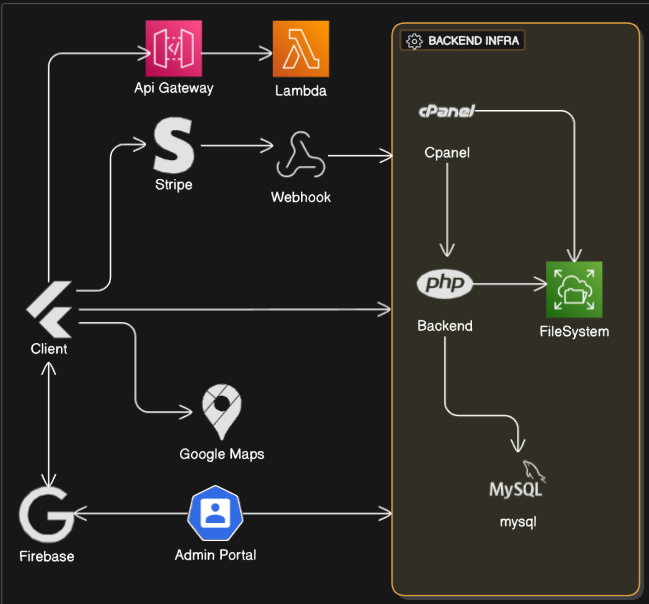 BACKEND INFRA
Api Gateway
Lambda
cPanel
Cpanel
Stripe
Webhook
php
Backend
FileSystem
Client
Google Maps
MySQL
mysql
Firebase
Admin Portal